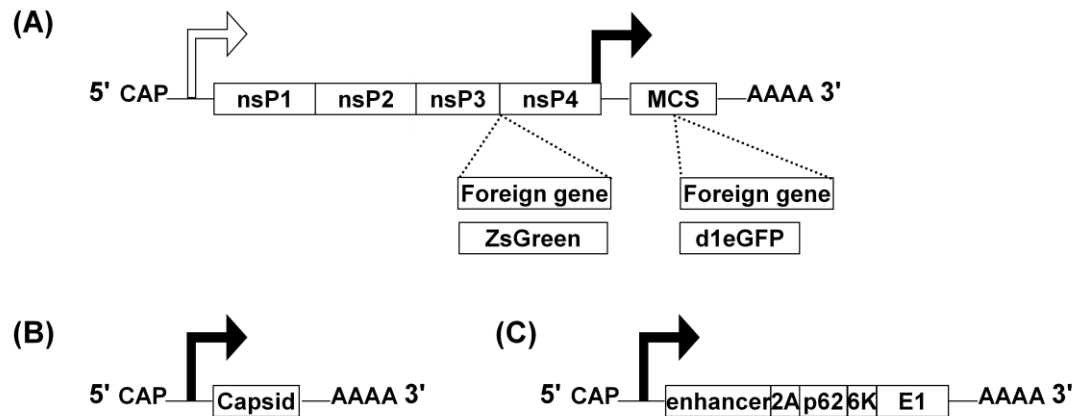 (A)
5' CAP nsP1 nsP2 nsP3 nsP4 MCS AAAA 3'
Foreign gene Foreign gene
ZsGreen d1eGFP
(B) (C)
5' CAP Capsid AAAA 3' 5' CAP enhancer 2A p62 6K E1 AAAA 3'